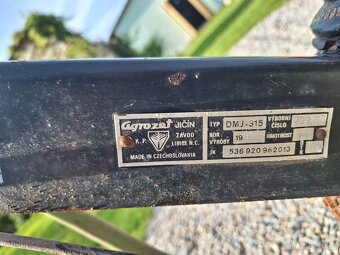 Agrozet JIČÍN
K.P. ZÁVOD
LIBICE N.C.
MADE IN CZECHOSLOVAKIA
TYP DMJ-315 VÝROBNÍ ČÍSLO
ROK VÝROBY 19 HMOTNOST
JK 536 920 962013